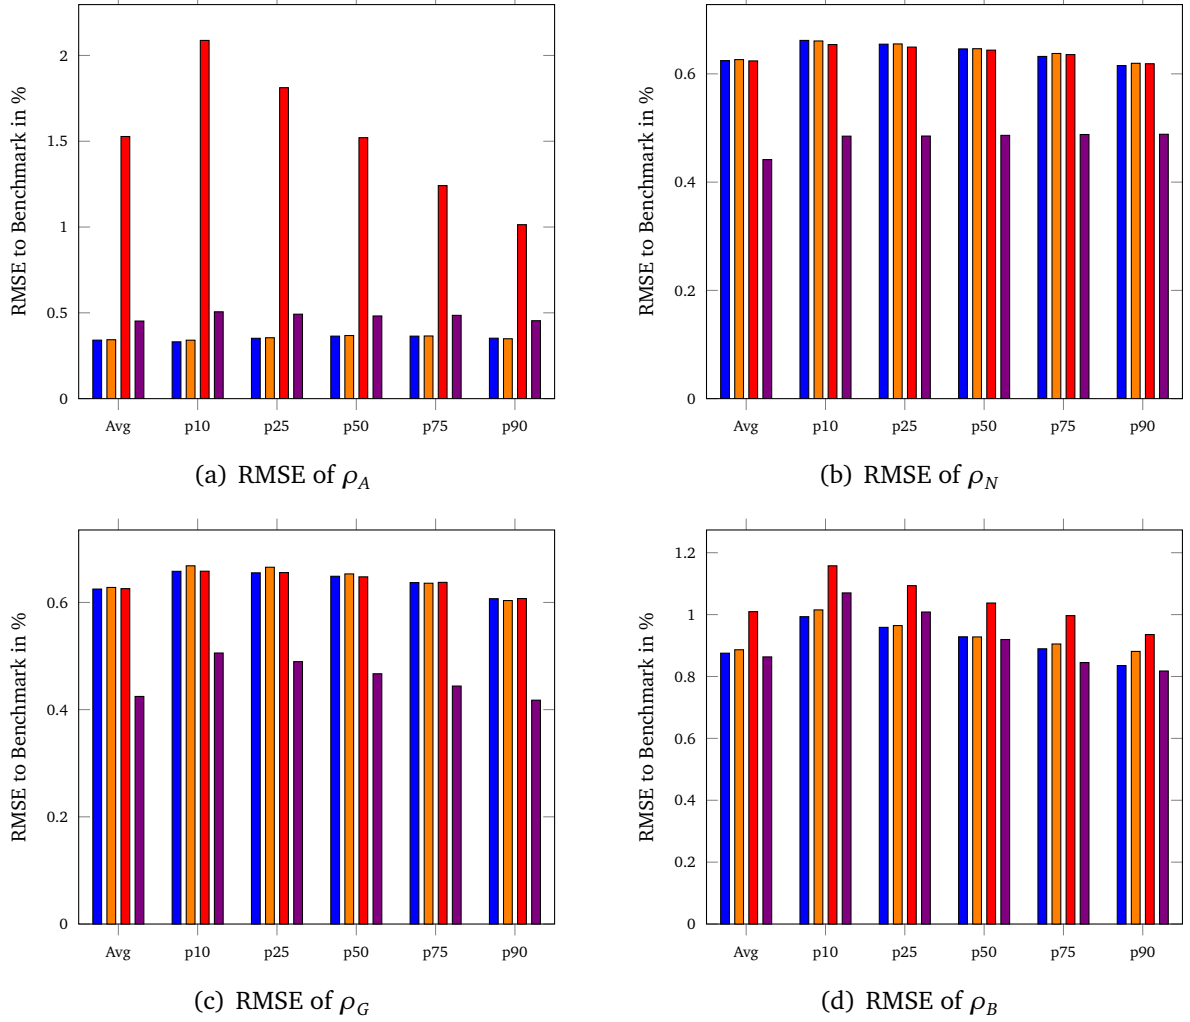 RMSE to Benchmark in %
2
1.5
1
0.5
0
Avg p10 p25 p50 p75 p90
(a) RMSE of ρ_A
RMSE to Benchmark in %
0.6
0.4
0.2
0
Avg p10 p25 p50 p75 p90
(b) RMSE of ρ_N
RMSE to Benchmark in %
0.6
0.4
0.2
0
Avg p10 p25 p50 p75 p90
(c) RMSE of ρ_G
RMSE to Benchmark in %
1.2
1
0.8
0.6
0.4
0.2
0
Avg p10 p25 p50 p75 p90
(d) RMSE of ρ_B